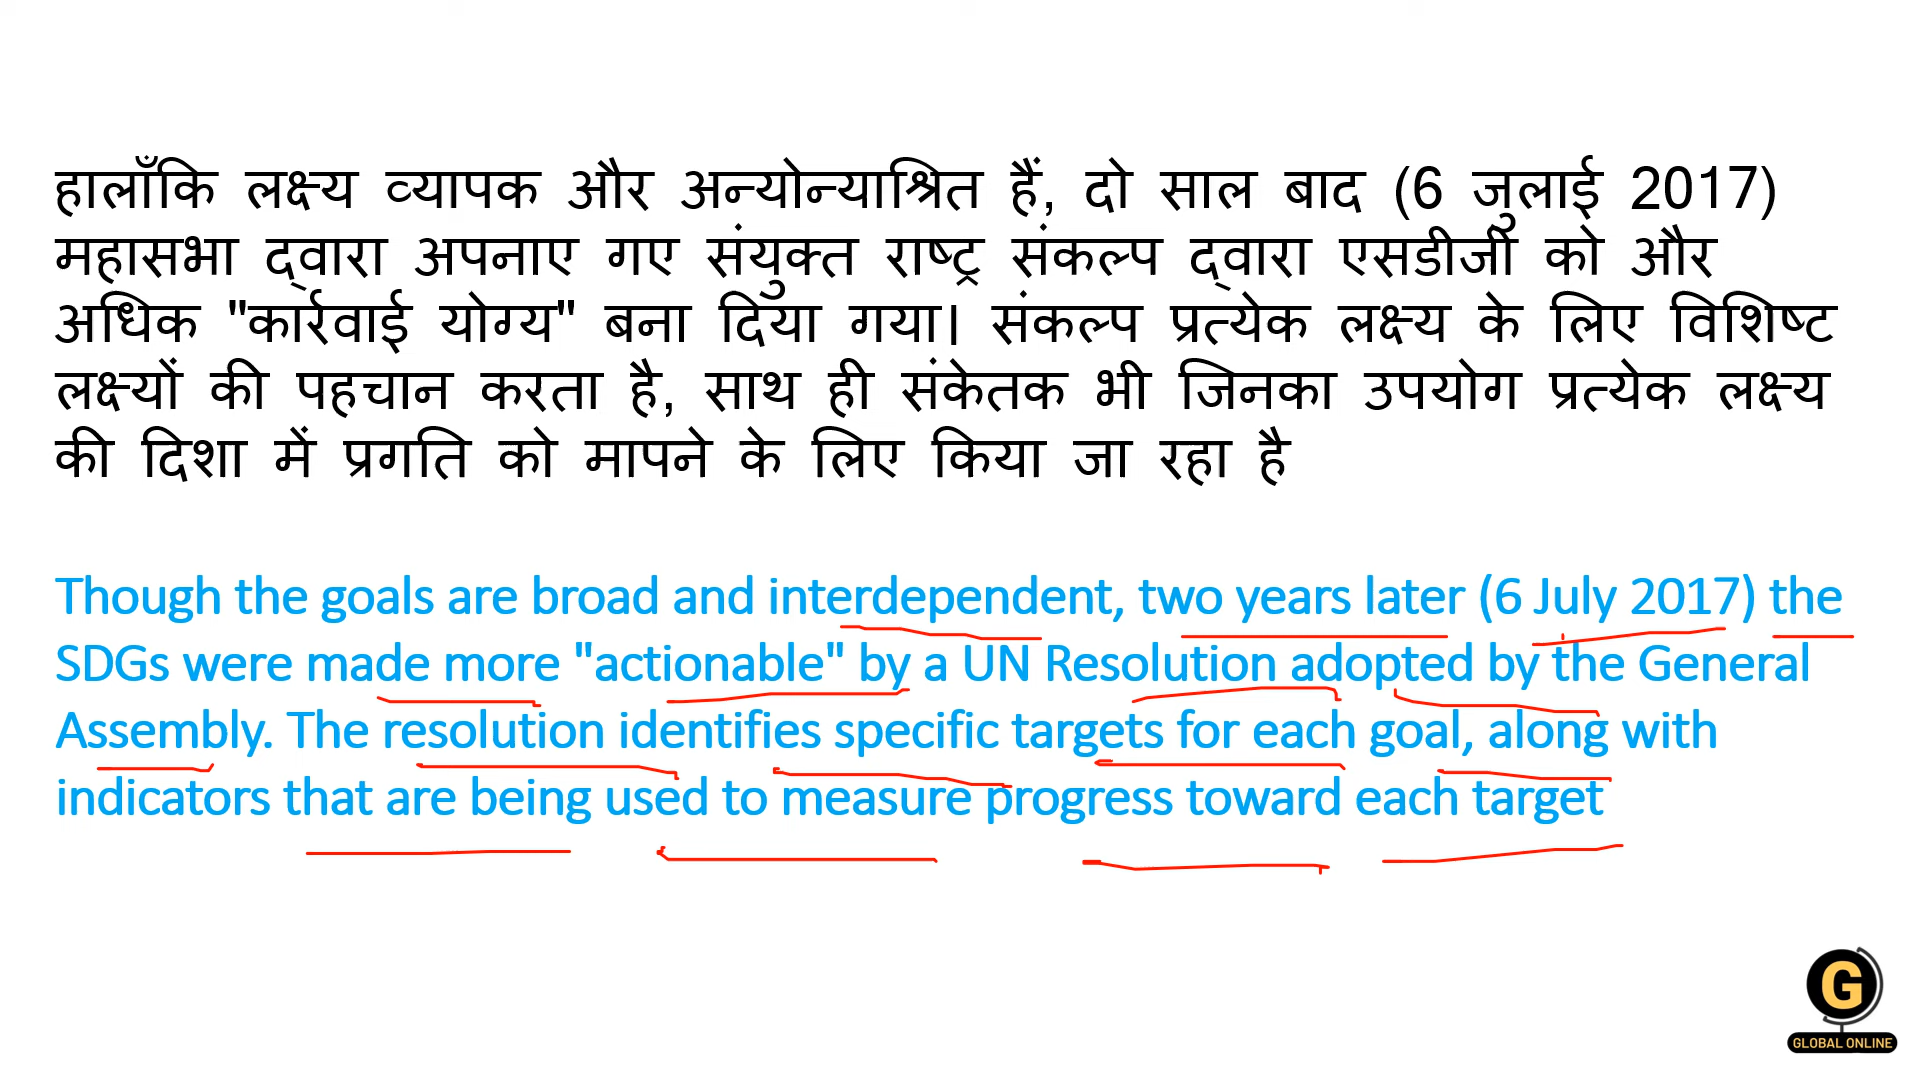 हालाँकि लक्ष्य व्यापक और अन्योन्याश्रित हैं, दो साल बाद (6 जुलाई 2017)
महासभा द्वारा अपनाए गए संयुक्त राष्ट्र संकल्प द्वारा एसडीजी को और
अधिक "कार्रवाई योग्य" बना दिया गया। संकल्प प्रत्येक लक्ष्य के लिए विशिष्ट
लक्ष्यों की पहचान करता है, साथ ही संकेतक भी जिनका उपयोग प्रत्येक लक्ष्य
की दिशा में प्रगति को मापने के लिए किया जा रहा है
Though the goals are broad and interdependent, two years later (6 July 2017) the
SDGs were made more "actionable" by a UN Resolution adopted by the General
Assembly. The resolution identifies specific targets for each goal, along with
indicators that are being used to measure progress toward each target
G
GLOBAL ONLINE